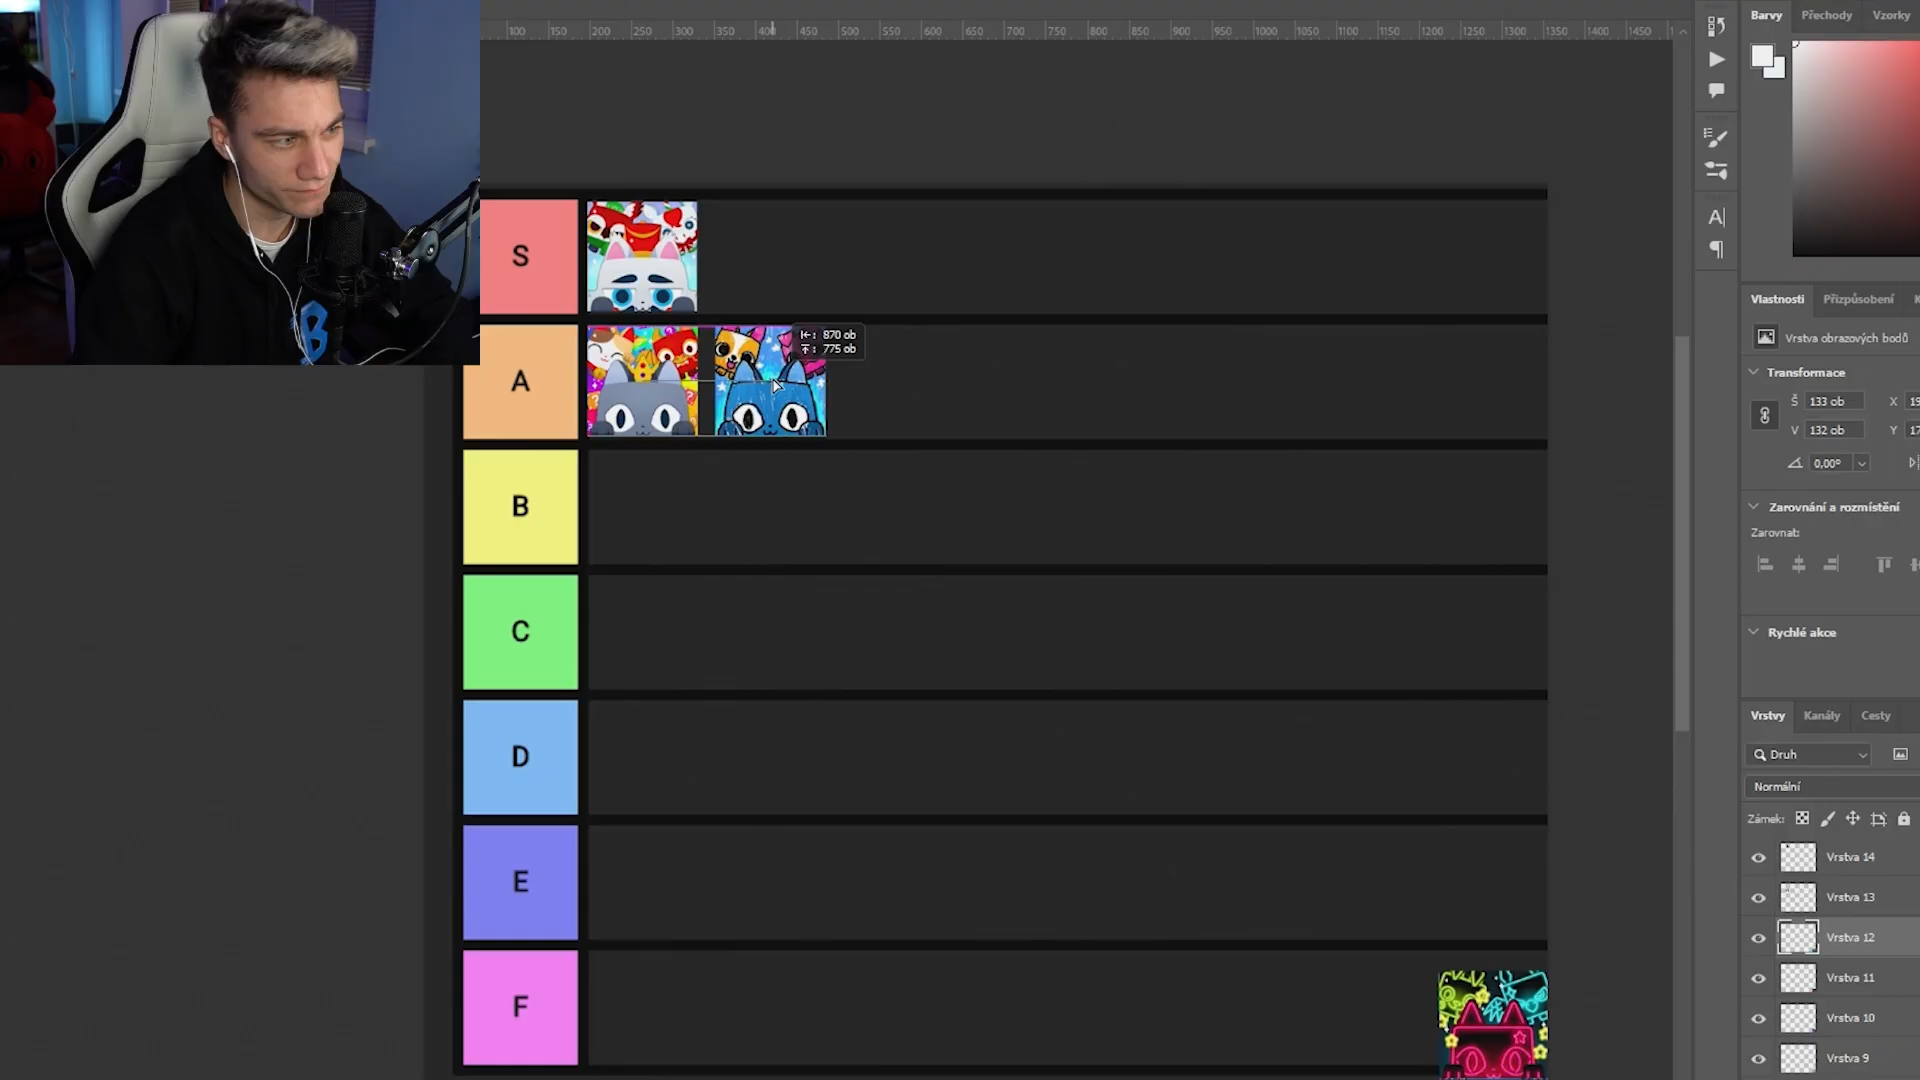 100 150 200 250 300 350 400 450 500 550 600 650 700 750 800 850 900 950 1000 1050 1100 1150 1200 1250 1300 1350 1400 1450
Barvy Přechody Vzorky
S
A
B
C
D
E
F
870 ob
775 ob
Vlastnosti Přizpůsobení
Vrstva obrazových bodů
Transformace
Š 133 ob X 19
V 132 ob Y 17
0,00°
Zarovnání a rozmístění
Zarovnat:
Rychlé akce
Vrstvy Kanály Cesty
Druh
Normální
Zámek:
Vrstva 14
Vrstva 13
Vrstva 12
Vrstva 11
Vrstva 10
Vrstva 9